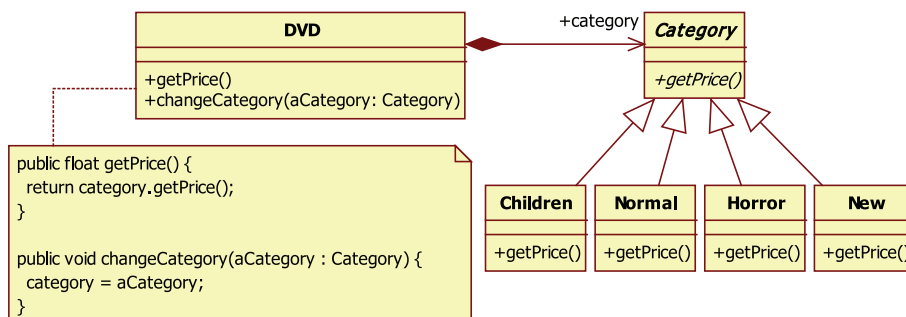 DVD
+getPrice()
+changeCategory(aCategory: Category)
+category
Category
+getPrice()
public float getPrice() {
return category.getPrice();
}
public void changeCategory(aCategory : Category) {
category = aCategory;
}
Children
+getPrice()
Normal
+getPrice()
Horror
+getPrice()
New
+getPrice()